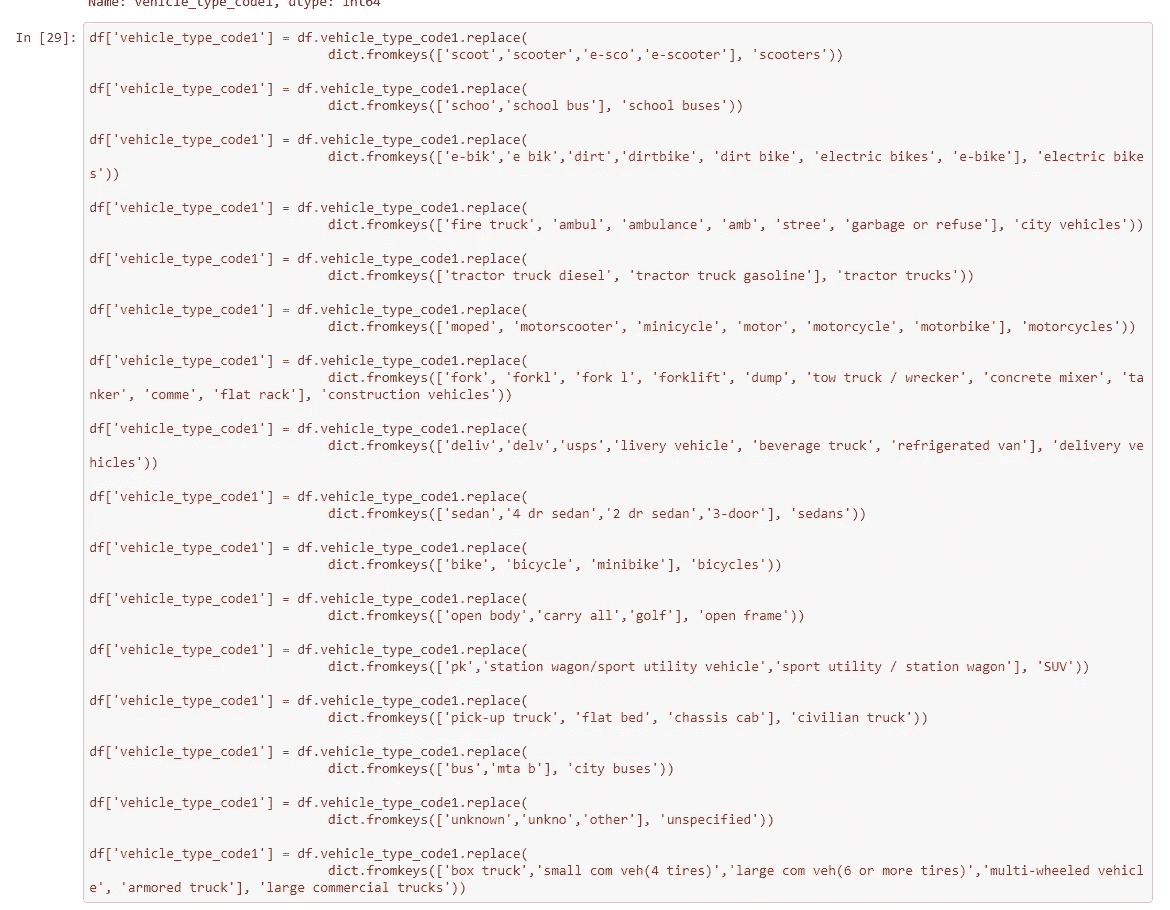 Name: vehicle_type_code1, dtype: int64
In [29]: df['vehicle_type_code1'] = df.vehicle_type_code1.replace(
dict.fromkeys(['scoot','scooter','e-sco','e-scooter'], 'scooters'))
df['vehicle_type_code1'] = df.vehicle_type_code1.replace(
dict.fromkeys(['schoo','school bus'], 'school buses'))
df['vehicle_type_code1'] = df.vehicle_type_code1.replace(
dict.fromkeys(['e-bik','e bik','dirt','dirtbike', 'dirt bike', 'electric bikes', 'e-bike'], 'electric bike
s'))
df['vehicle_type_code1'] = df.vehicle_type_code1.replace(
dict.fromkeys(['fire truck', 'ambul', 'ambulance', 'amb', 'stree', 'garbage or refuse'], 'city vehicles'))
df['vehicle_type_code1'] = df.vehicle_type_code1.replace(
dict.fromkeys(['tractor truck diesel', 'tractor truck gasoline'], 'tractor trucks'))
df['vehicle_type_code1'] = df.vehicle_type_code1.replace(
dict.fromkeys(['moped', 'motorscooter', 'minicycle', 'motor', 'motorcycle', 'motorbike'], 'motorcycles'))
df['vehicle_type_code1'] = df.vehicle_type_code1.replace(
dict.fromkeys(['fork', 'forkl', 'fork l', 'forklift', 'dump', 'tow truck / wrecker', 'concrete mixer', 'ta
nker', 'comme', 'flat rack'], 'construction vehicles'))
df['vehicle_type_code1'] = df.vehicle_type_code1.replace(
dict.fromkeys(['deliv','delv','usps','livery vehicle', 'beverage truck', 'refrigerated van'], 'delivery ve
hicles'))
df['vehicle_type_code1'] = df.vehicle_type_code1.replace(
dict.fromkeys(['sedan','4 dr sedan','2 dr sedan','3-door'], 'sedans'))
df['vehicle_type_code1'] = df.vehicle_type_code1.replace(
dict.fromkeys(['bike', 'bicycle', 'minibike'], 'bicycles'))
df['vehicle_type_code1'] = df.vehicle_type_code1.replace(
dict.fromkeys(['open body','carry all','golf'], 'open frame'))
df['vehicle_type_code1'] = df.vehicle_type_code1.replace(
dict.fromkeys(['pk','station wagon/sport utility vehicle','sport utility / station wagon'], 'SUV'))
df['vehicle_type_code1'] = df.vehicle_type_code1.replace(
dict.fromkeys(['pick-up truck', 'flat bed', 'chassis cab'], 'civilian truck'))
df['vehicle_type_code1'] = df.vehicle_type_code1.replace(
dict.fromkeys(['bus','mta b'], 'city buses'))
df['vehicle_type_code1'] = df.vehicle_type_code1.replace(
dict.fromkeys(['unknown','unkno','other'], 'unspecified'))
df['vehicle_type_code1'] = df.vehicle_type_code1.replace(
dict.fromkeys(['box truck','small com veh(4 tires)','large com veh(6 or more tires)','multi-wheeled vehicl
e', 'armored truck'], 'large commercial trucks'))